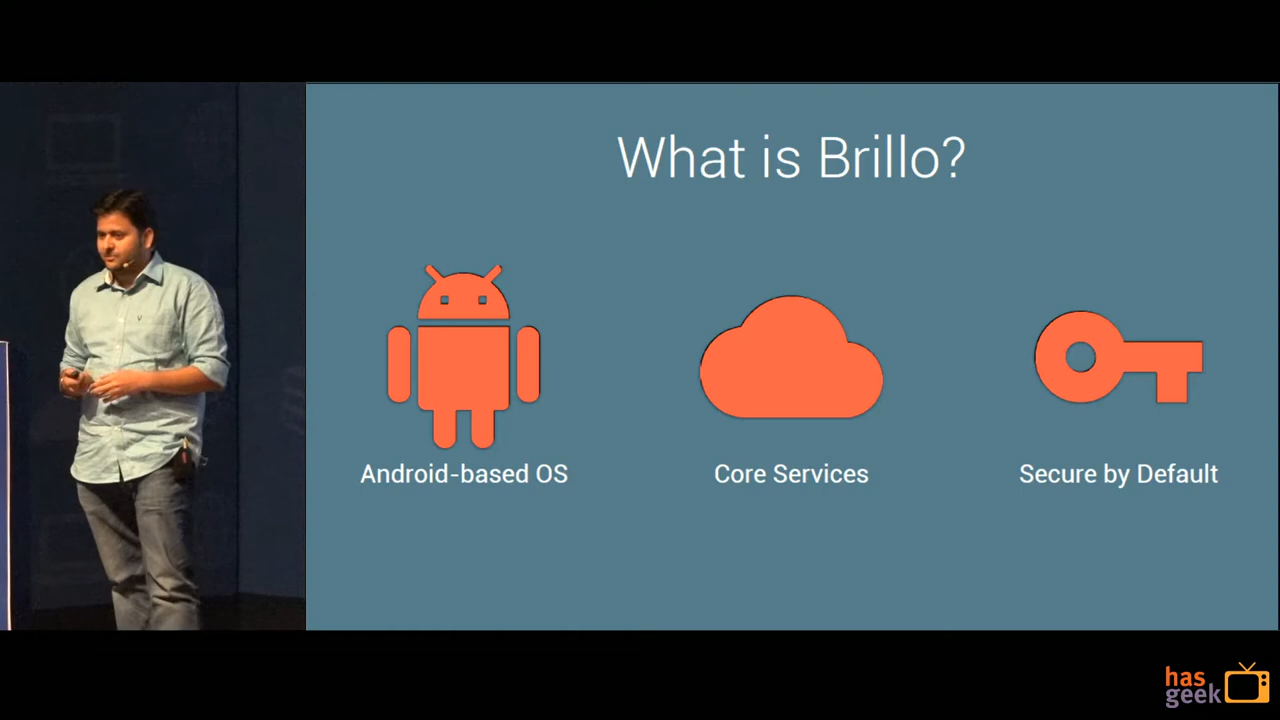 What is Brillo?
Android-based OS
Core Services
Secure by Default
has
geek